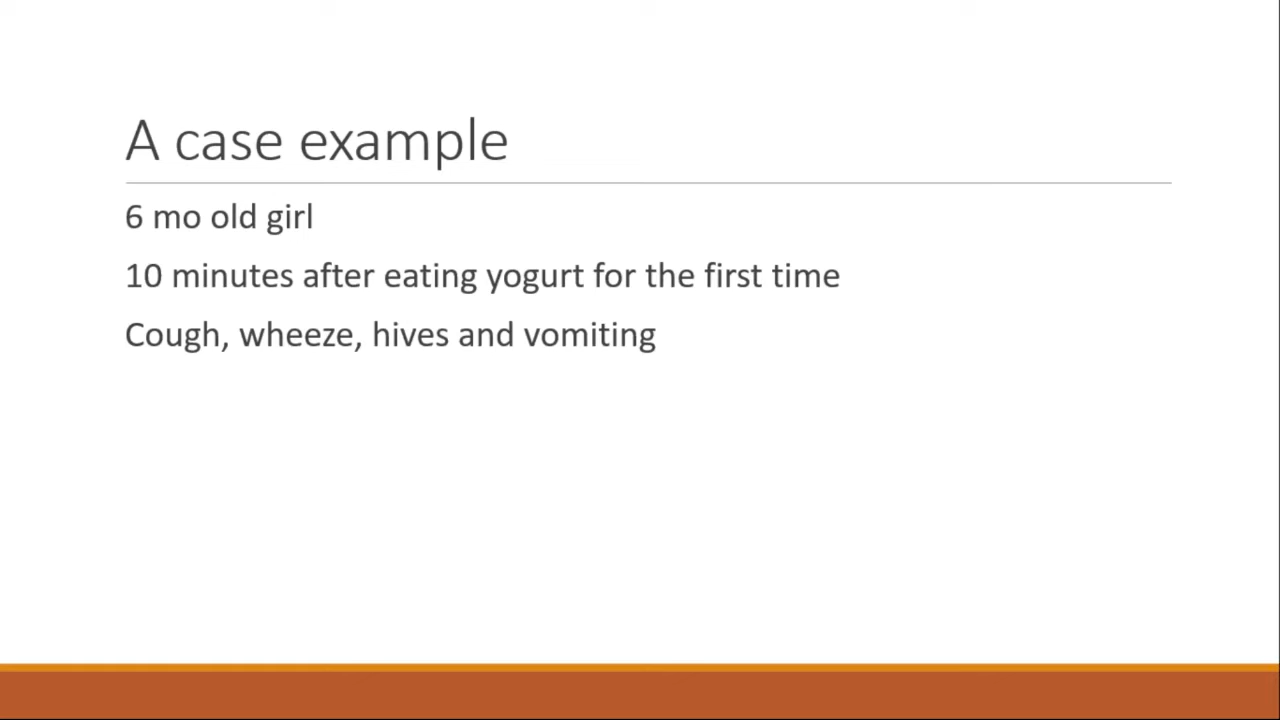 A case example
6 mo old girl
10 minutes after eating yogurt for the first time
Cough, wheeze, hives and vomiting